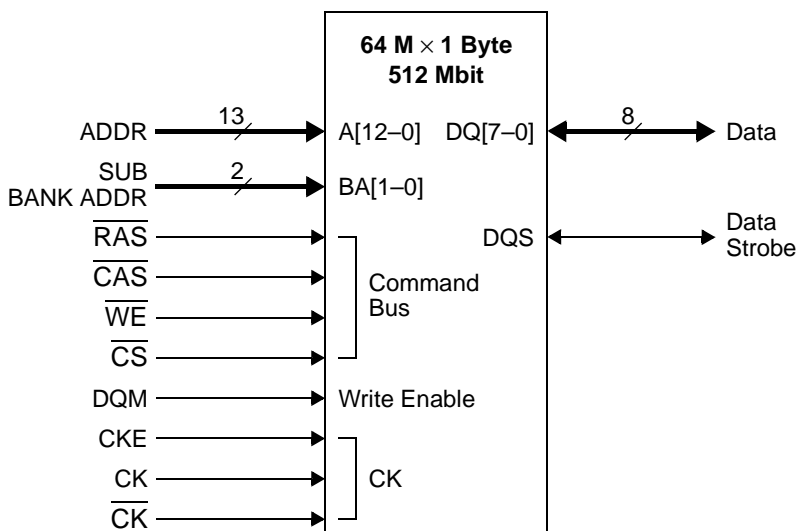 64 M × 1 Byte
512 Mbit
ADDR
13
A[12–0]
DQ[7–0]
8
Data
SUB
BANK ADDR
2
BA[1–0]
RAS
DQS
Data
Strobe
CAS
Command
Bus
WE
CS
DQM
Write Enable
CKE
CK
CK
CK